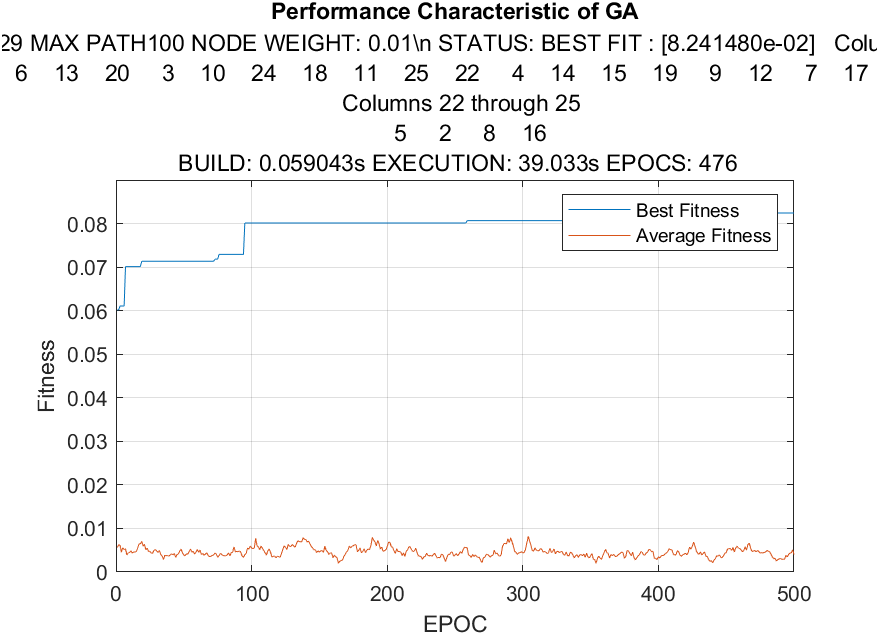 Performance Characteristic of GA
29 MAX PATH100 NODE WEIGHT: 0.01\n STATUS: BEST FIT : [8.241480e-02] Colu
6 13 20 3 10 24 18 11 25 22 4 14 15 19 9 12 7 17
Columns 22 through 25
5 2 8 16
BUILD: 0.059043s EXECUTION: 39.033s EPOCS: 476
Best Fitness
Average Fitness
0.08
0.07
0.06
0.05
0.04
0.03
0.02
0.01
0
Fitness
0 100 200 300 400 500
EPOC